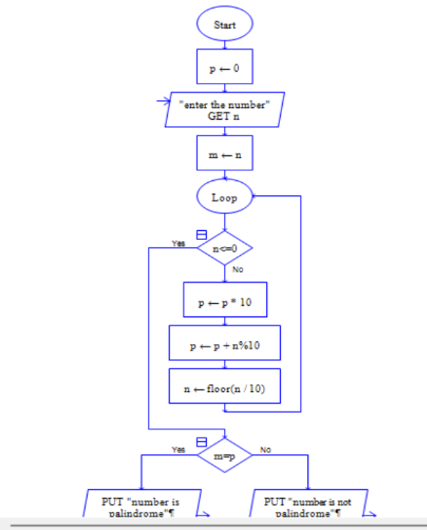 Start
p ← 0
"enter the number"
GET n
m ← n
Loop
Yes
n<=0
No
p ← p * 10
p ← p + n%10
n ← floor(n / 10)
Yes
m=p
No
PUT "number is
palindrome"¶
PUT "number is not
palindrome"¶